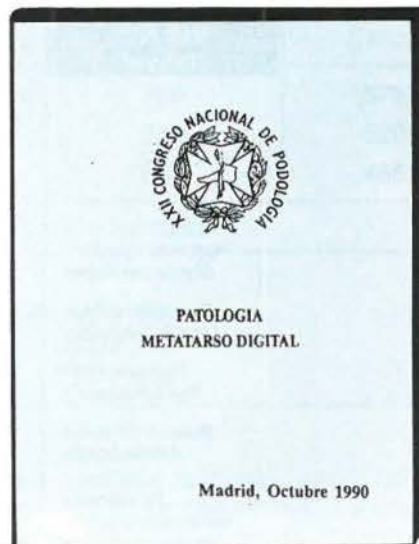 XXII CONGRESO NACIONAL DE PODOLOGIA
PATOLOGIA
METATARSO DIGITAL
Madrid, Octubre 1990